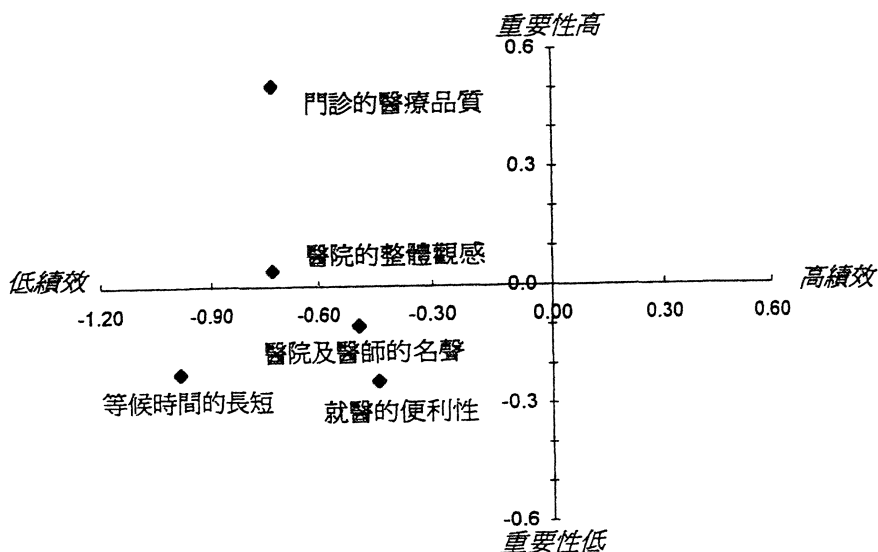 重要性高
0.6
門診的醫療品質
0.3
醫院的整體觀感
低績效
0.0
高績效
-1.20 -0.90 -0.60 -0.30 0.00 0.30 0.60
醫院及醫師的名聲
等候時間的長短
就醫的便利性
-0.3
-0.6
重要性低